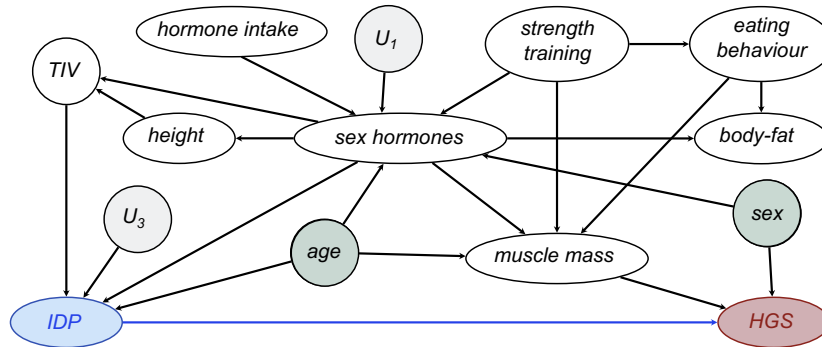 hormone intake
U1
strength
training
eating
behaviour
TIV
height
sex hormones
body-fat
U3
age
muscle mass
sex
IDP
HGS